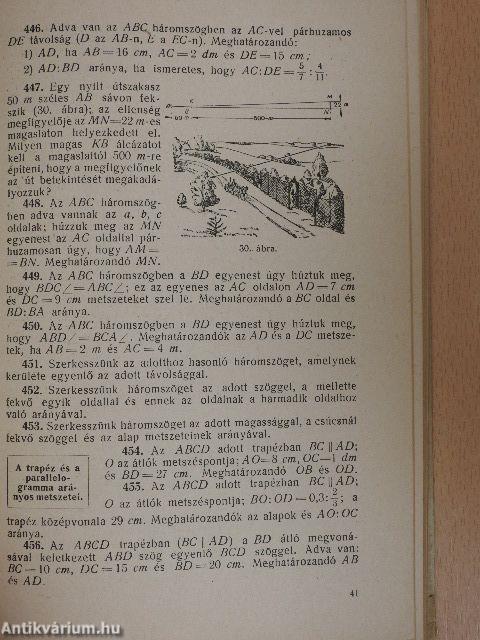 446. Adva van az ABC háromszögben az AC-vel párhuzamos
DE távolság (D az AB-n, E a EC-n). Meghatározandó:
1) AD, ha AB=16 cm, AC=2 dm és DE=15 cm;
2) AD:BD aránya, ha ismeretes, hogy AC:DE= 5/7 : 4/11.
447. Egy nyílt útszakasz
50 m széles AB sávon fek-
szik (30. ábra); az ellenség
megfigyelője az MN=22 m-es
magaslaton helyezkedett el.
Milyen magas KB álcázatot
kell a magaslattól 500 m-re
építeni, hogy a megfigyelőnek
az út betekintését megakadá-
lyozzuk?
448. Az ABC háromszög-
ben adva vannak az a, b, c
oldalak; húzzuk meg az MN
egyenest az AC oldallal pár-
huzamosan úgy, hogy AM=
=BN. Meghatározandó MN.
K
M
22 m
N
50 m
500 m
30. ábra.
449. Az ABC háromszögben a BD egyenest úgy húztuk meg,
hogy BDC∠=ABC∠; ez az egyenes az AC oldalon AD=7 cm
és DC=9 cm metszeteket szel le. Meghatározandó a BC oldal és
BD:BA aránya.
450. Az ABC háromszögben a BD egyenest úgy húztuk meg,
hogy ABD∠=BCA∠. Meghatározandók az AD és a DC metsze-
tek, ha AB=2 m és AC=4 m.
451. Szerkesszünk az adotthoz hasonló háromszöget, amelynek
kerülete egyenlő az adott távolsággal.
452. Szerkesszünk háromszöget az adott szöggel, a mellette
fekvő egyik oldallal és ennek az oldalnak a harmadik oldalhoz
való arányával.
453. Szerkesszünk háromszöget az adott magassággal, a csúcsnál
fekvő szöggel és az alap metszeteinek arányával.
A trapéz és a
parallelo-
gramma ará-
nyos metszetei.
454. Az ABCD adott trapézban BC || AD;
O az átlók metszéspontja; AO=8 cm, OC=1 dm
és BD=27 cm. Meghatározandó OB és OD.
455. Az ABCD adott trapézban BC || AD;
O az átlók metszéspontja; BO:OD=0,3: 2/3; a
trapéz középvonala 29 cm. Meghatározandók az alapok és AO:OC
aránya.
456. Az ABCD trapézban (BC | AD) a BD átló megvoná-
sával keletkezett ABD szög egyenlő BCD szöggel. Adva van:
BC=10 cm, DC=15 cm és BD=20 cm. Meghatározandó AB
és AD.
41
Antikvárium.hu